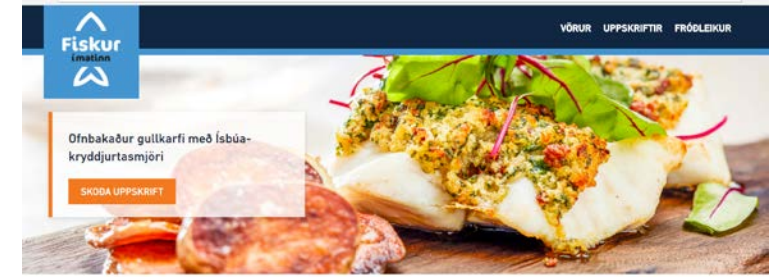 Fiskur
í matinn
VÖRUR UPPSKRIFTIR FRÓÐLEIKUR
Ofnbakaður gullkarfi með Ísbúa-
kryddjurtasmjöri
SKOÐA UPPSKRIFT